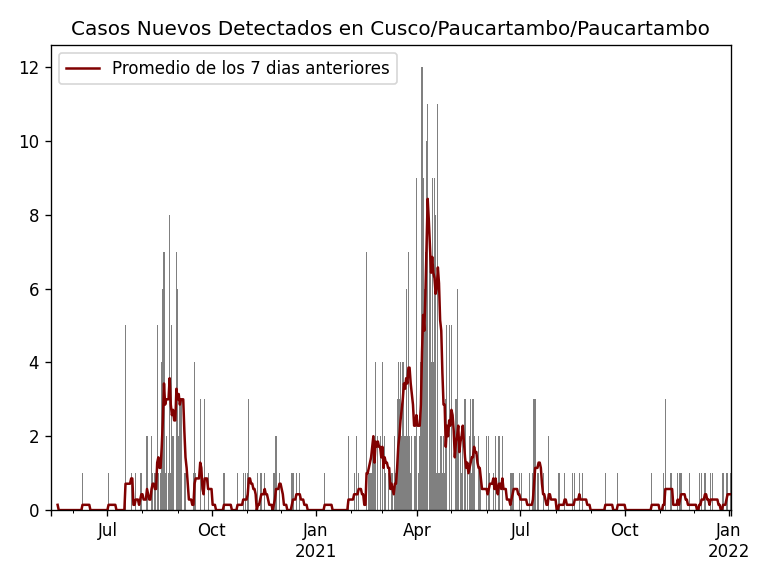 Casos Nuevos Detectados en Cusco/Paucartambo/Paucartambo
Promedio de los 7 dias anteriores
12
10
8
6
4
2
0
Jul Oct Jan Apr Jul Oct Jan
2021 2022